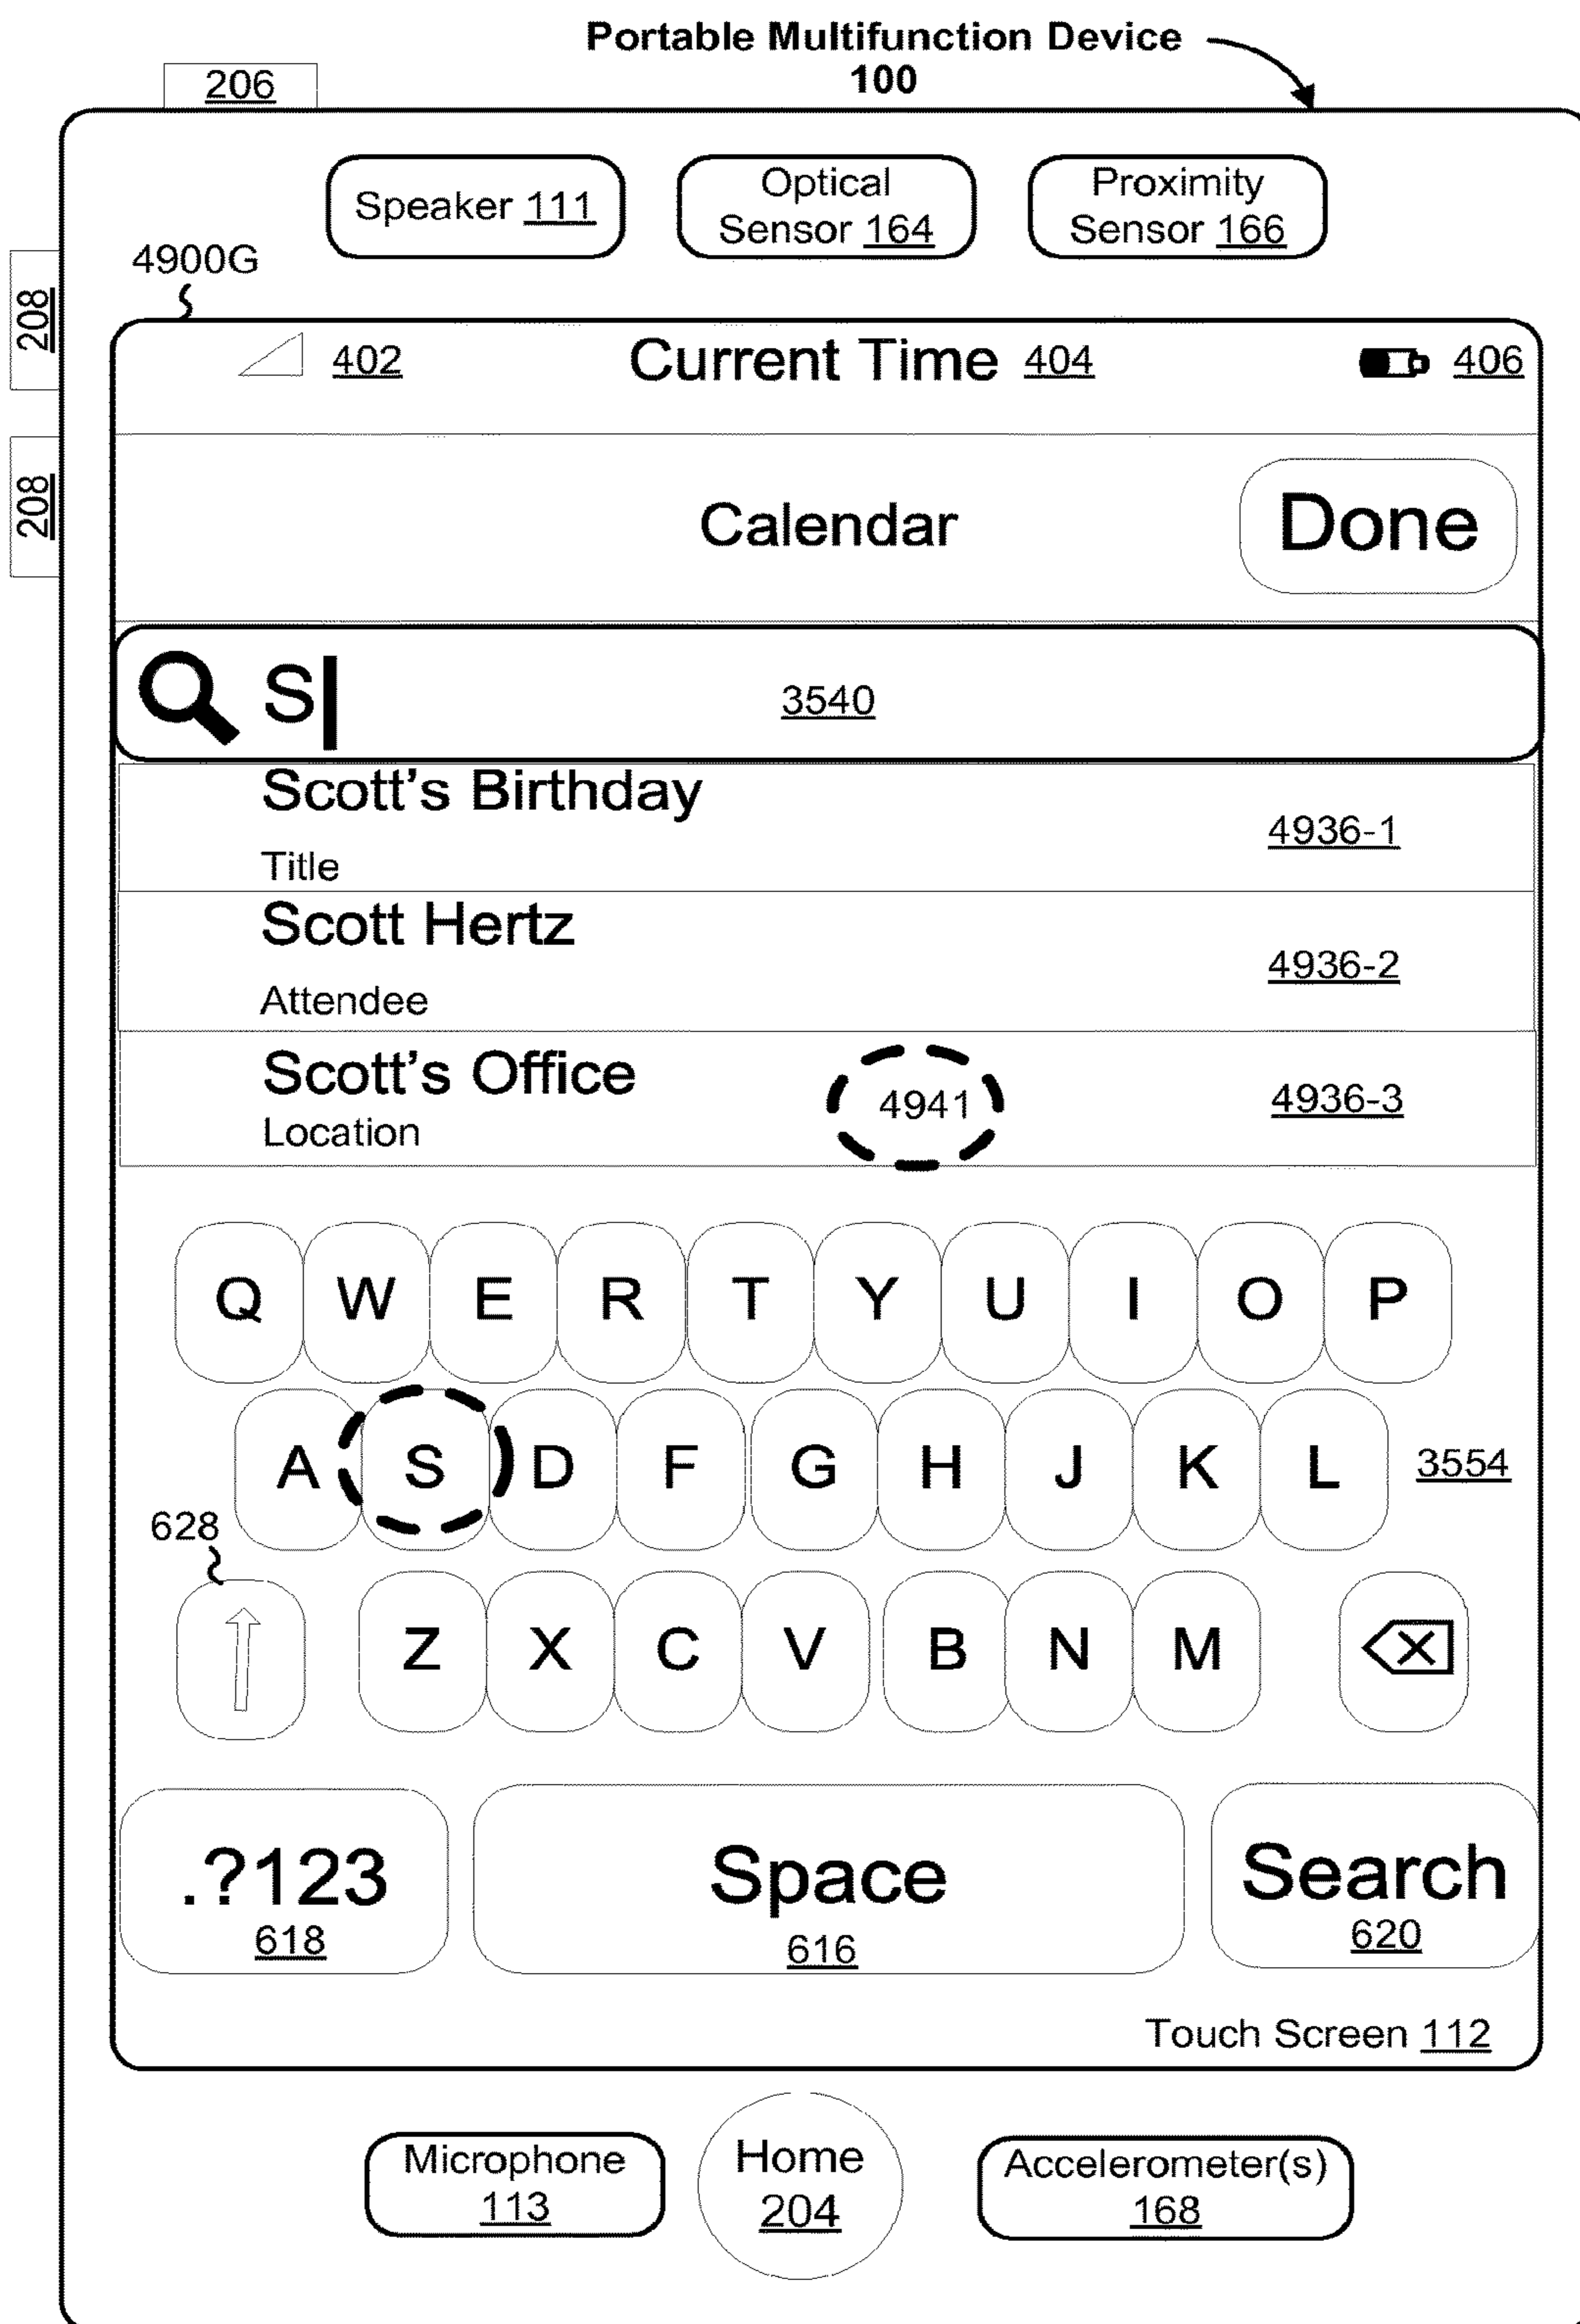 Portable Multifunction Device
100
206
Speaker 111
Optical
Sensor 164
Proximity
Sensor 166
4900G
208
402
Current Time 404
406
208
Calendar
Done
S
3540
Scott's Birthday
4936-1
Title
Scott Hertz
4936-2
Attendee
Scott's Office
4941
4936-3
Location
Q W E R T Y U I O P
A S D F G H J K L
3554
628
Z X C V B N M
.?123
618
Space
616
Search
620
Touch Screen 112
Microphone
113
Home
204
Accelerometer(s)
168